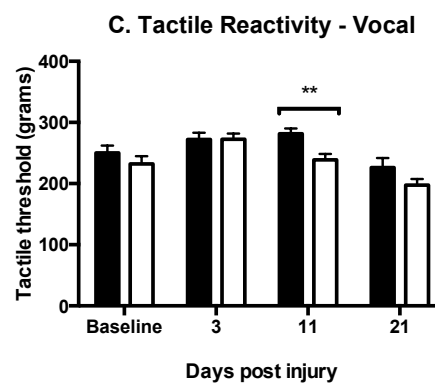 C. Tactile Reactivity - Vocal
Tactile threshold (grams)
400
300
200
100
0
**
Baseline 3 11 21
Days post injury